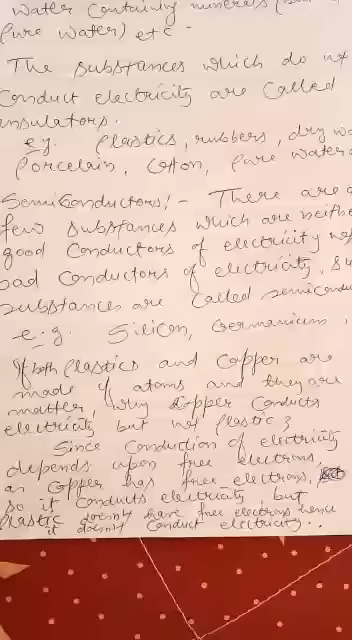 water containing minerals (
Pure water) etc -
The substances which do
Conduct electricity are called
insulators.
eg. Plastics, rubbers, dry
Porcelain, Cotton, Pure water
SemiConductors:- There are
few substances which are
good Conductors of electricity
bad Conductors of electricity,
substances are called
e.g. Silicon, Germanium,
If both Plastics and Copper are
made of atoms and they are
matter, why Copper Conducts
electricity but not plastic?
Since Conduction of electricity
depends upon free electrons,
as Copper has free electrons,
so it Conducts electricity, but
Plastic doesn't have free electrons hence
it doesn't Conduct electricity..